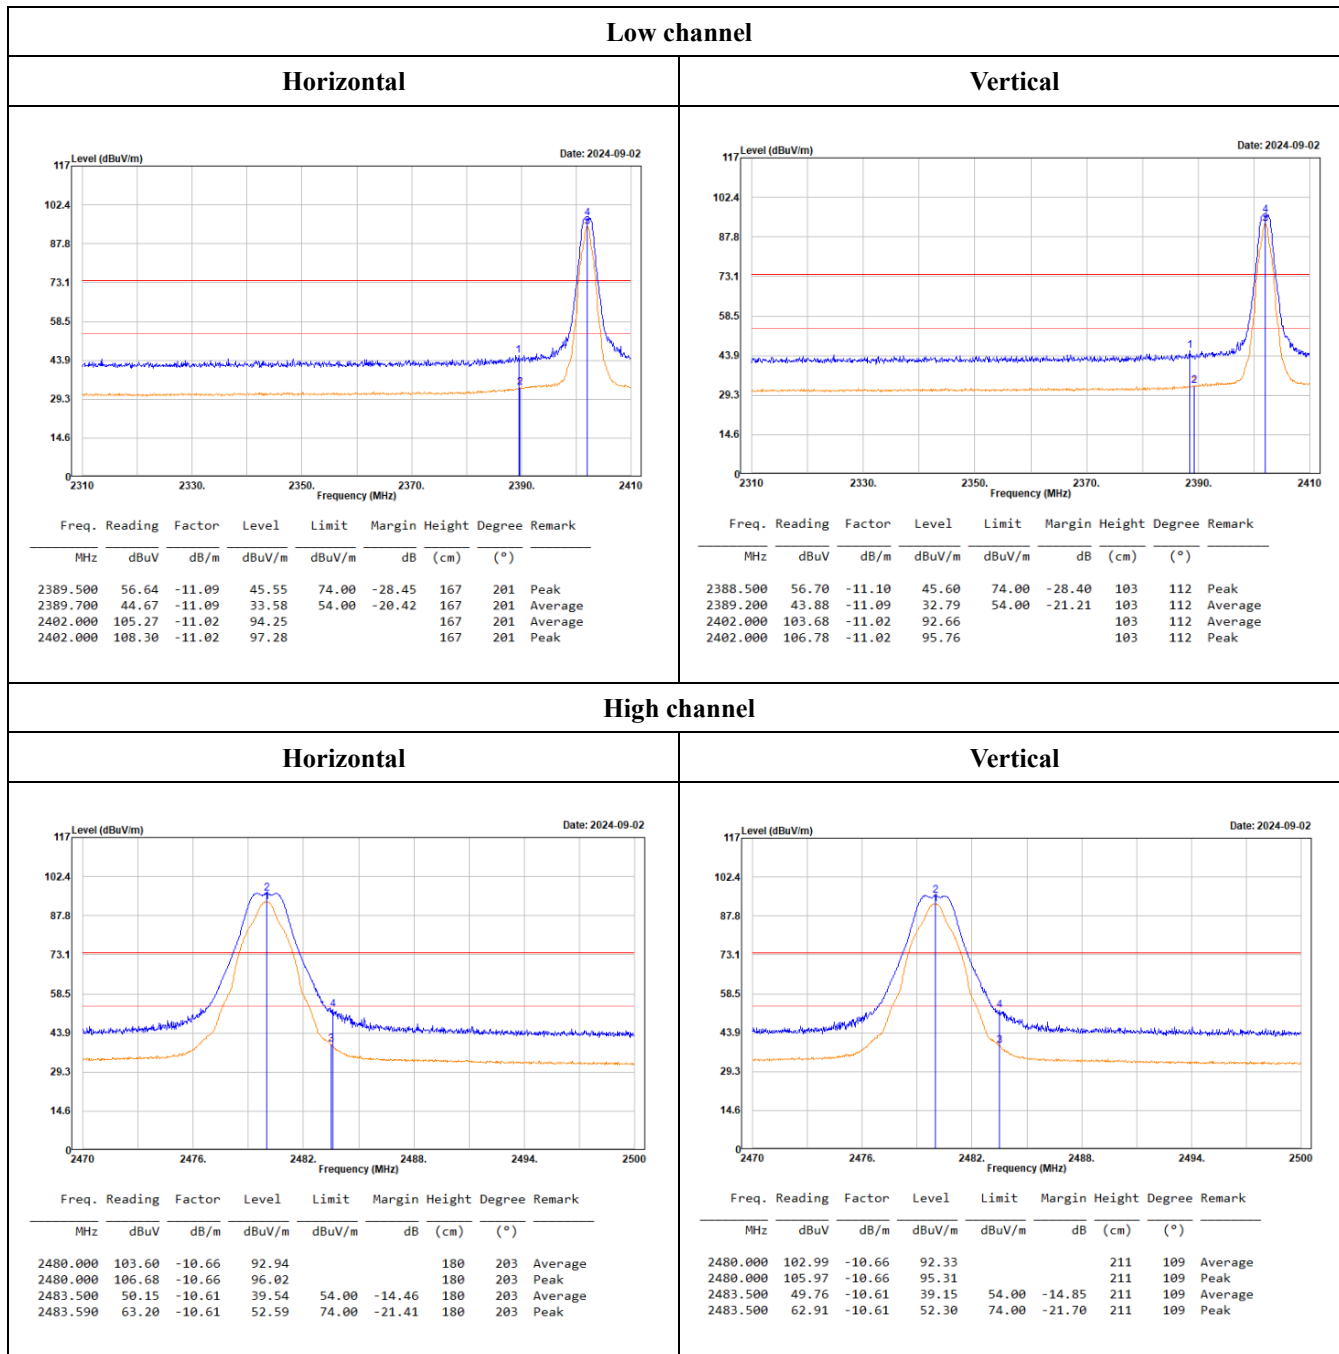 Low channel
Horizontal
Vertical
Level (dBuV/m)
Date: 2024-09-02
117
102.4
87.8
73.1
58.5
43.9
29.3
14.6
0
4
3
1
2
2310 2330. 2350. 2370. 2390. 2410
Frequency (MHz)
Freq. Reading Factor Level Limit Margin Height Degree Remark
MHz dBuV dB/m dBuV/m dBuV/m dB (cm) (°)
2389.500 56.64 -11.09 45.55 74.00 -28.45 167 201 Peak
2389.700 44.67 -11.09 33.58 54.00 -20.42 167 201 Average
2402.000 105.27 -11.02 94.25 167 201 Average
2402.000 108.30 -11.02 97.28 167 201 Peak
Level (dBuV/m)
Date: 2024-09-02
117
102.4
87.8
73.1
58.5
43.9
29.3
14.6
0
4
3
1
2
2310 2330. 2350. 2370. 2390. 2410
Frequency (MHz)
Freq. Reading Factor Level Limit Margin Height Degree Remark
MHz dBuV dB/m dBuV/m dBuV/m dB (cm) (°)
2388.500 56.70 -11.10 45.60 74.00 -28.40 103 112 Peak
2389.200 43.88 -11.09 32.79 54.00 -21.21 103 112 Average
2402.000 103.68 -11.02 92.66 103 112 Average
2402.000 106.78 -11.02 95.76 103 112 Peak
High channel
Horizontal
Vertical
Level (dBuV/m)
Date: 2024-09-02
117
102.4
87.8
73.1
58.5
43.9
29.3
14.6
0
2
1
4
3
2470 2476. 2482. 2488. 2494. 2500
Frequency (MHz)
Freq. Reading Factor Level Limit Margin Height Degree Remark
MHz dBuV dB/m dBuV/m dBuV/m dB (cm) (°)
2480.000 103.60 -10.66 92.94 180 203 Average
2480.000 106.68 -10.66 96.02 180 203 Peak
2483.500 50.15 -10.61 39.54 54.00 -14.46 180 203 Average
2483.590 63.20 -10.61 52.59 74.00 -21.41 180 203 Peak
Level (dBuV/m)
Date: 2024-09-02
117
102.4
87.8
73.1
58.5
43.9
29.3
14.6
0
2
1
4
3
2470 2476. 2482. 2488. 2494. 2500
Frequency (MHz)
Freq. Reading Factor Level Limit Margin Height Degree Remark
MHz dBuV dB/m dBuV/m dBuV/m dB (cm) (°)
2480.000 102.99 -10.66 92.33 211 109 Average
2480.000 105.97 -10.66 95.31 211 109 Peak
2483.500 49.76 -10.61 39.15 54.00 -14.85 211 109 Average
2483.500 62.91 -10.61 52.30 74.00 -21.70 211 109 Peak